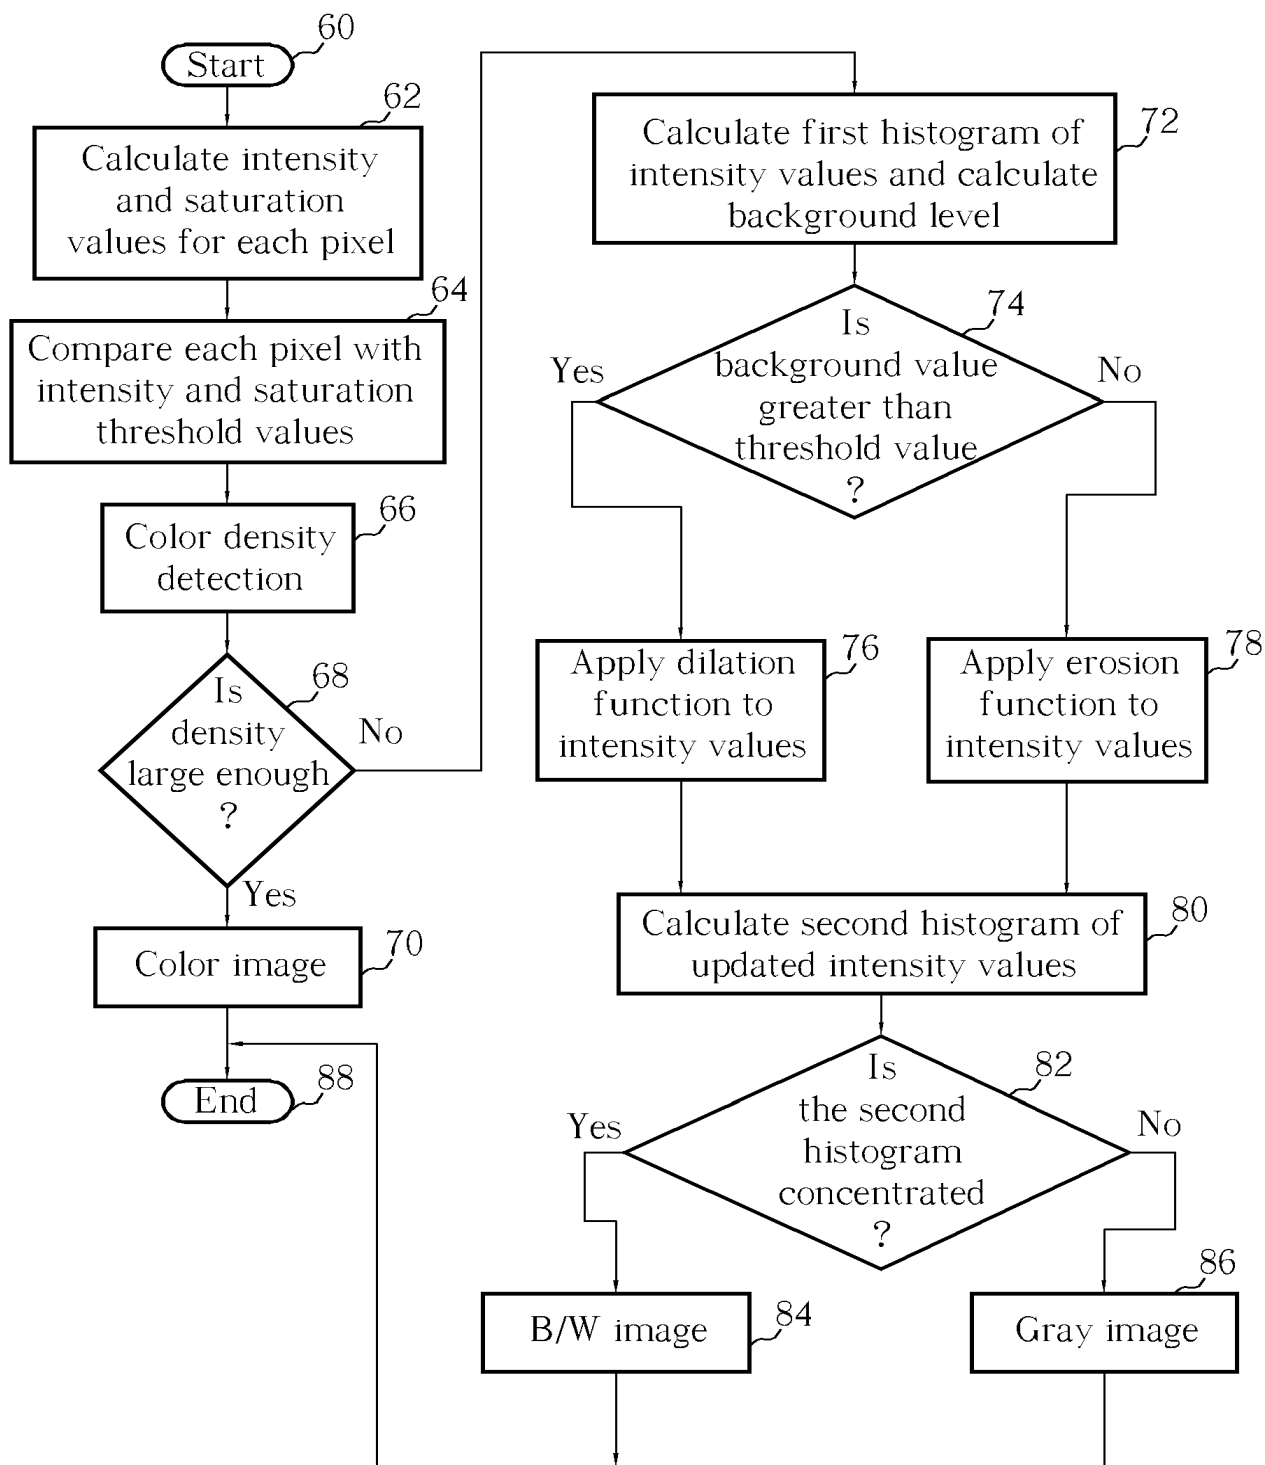 60
Start
62
Calculate intensity
and saturation
values for each pixel
64
Compare each pixel with
intensity and saturation
threshold values
66
Color density
detection
68
Is
density
large enough
?
No
Yes
70
Color image
88
End
72
Calculate first histogram of
intensity values and calculate
background level
74
Is
background value
greater than
threshold value
?
Yes
No
76
Apply dilation
function to
intensity values
78
Apply erosion
function to
intensity values
80
Calculate second histogram of
updated intensity values
82
Is
the second
histogram
concentrated
?
Yes
No
84
B/W image
86
Gray image